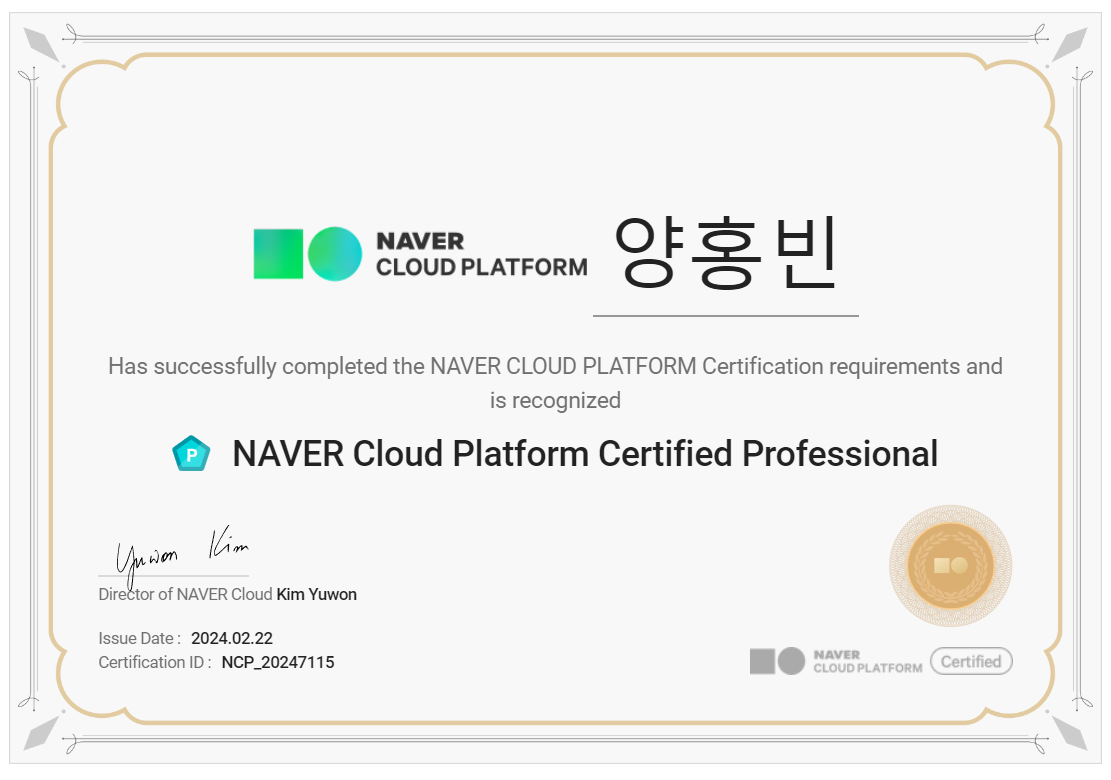 NAVER
CLOUD PLATFORM
양홍빈
Has successfully completed the NAVER CLOUD PLATFORM Certification requirements and
is recognized
P
NAVER Cloud Platform Certified Professional
Yuwon Kim
Director of NAVER Cloud Kim Yuwon
Issue Date : 2024.02.22
Certification ID : NCP_20247115
NAVER
CLOUD PLATFORM
Certified